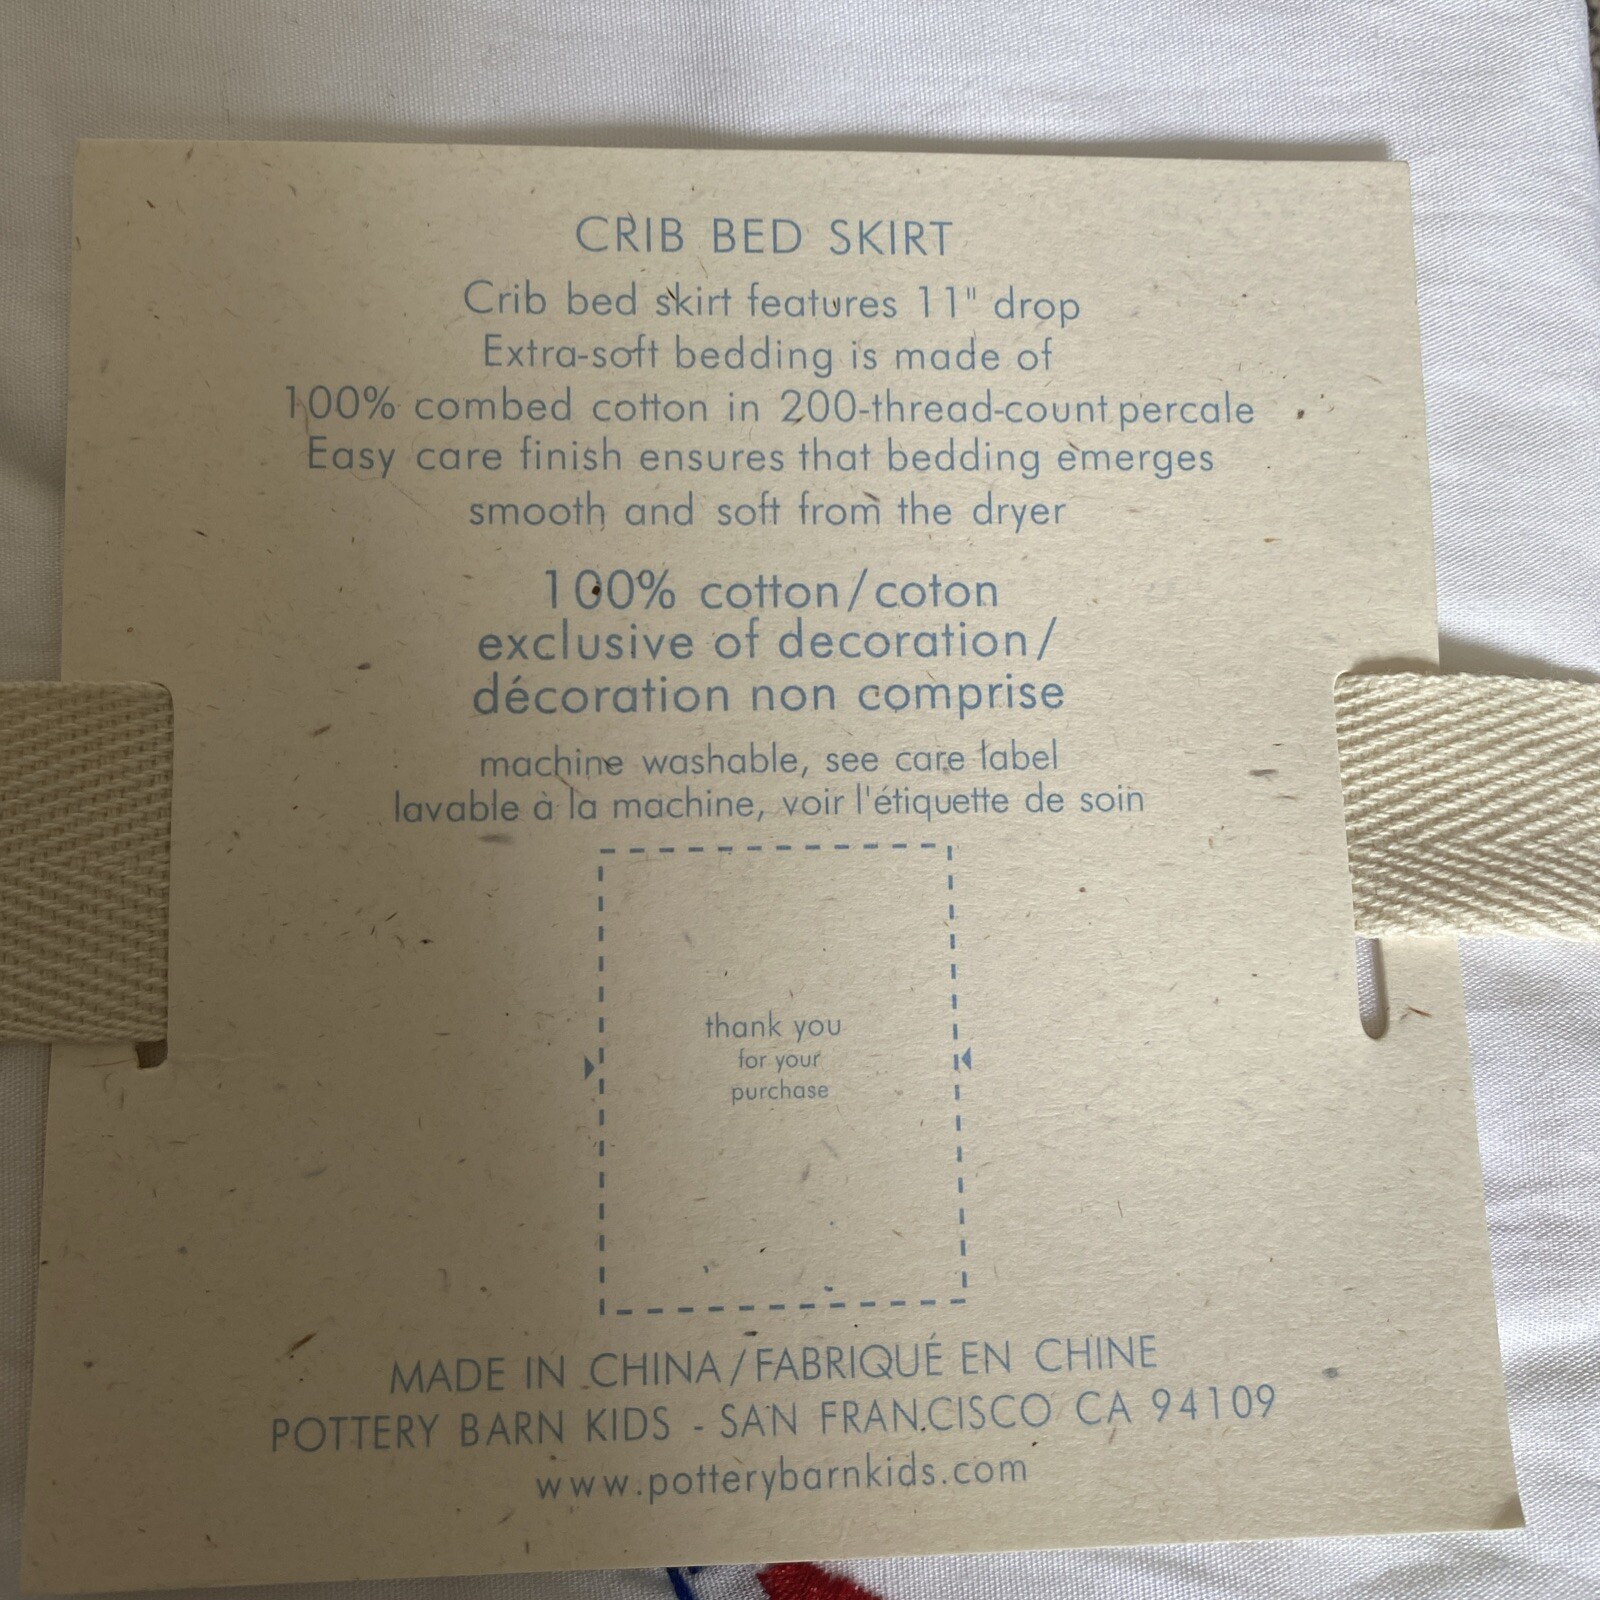 CRIB BED SKIRT
Crib bed skirt features 11" drop
Extra-soft bedding is made of
100% combed cotton in 200-thread-count percale
Easy care finish ensures that bedding emerges
smooth and soft from the dryer
100% cotton/coton
exclusive of decoration/
décoration non comprise
machine washable, see care label
lavable à la machine, voir l'étiquette de soin
thank you
for your
purchase
MADE IN CHINA/FABRIQUÉ EN CHINE
POTTERY BARN KIDS - SAN FRANCISCO CA 94109
www.potterybarnkids.com